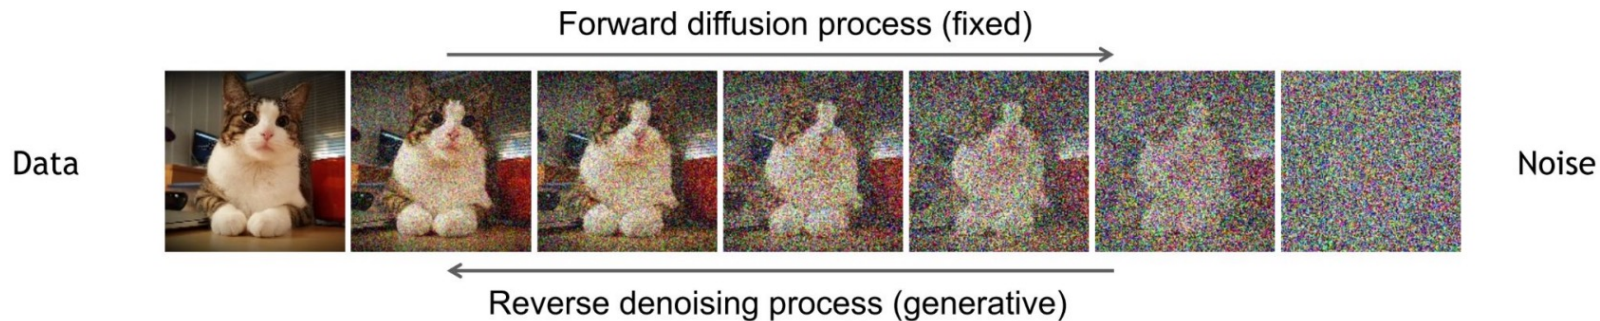 Forward diffusion process (fixed)
Data
Noise
Reverse denoising process (generative)